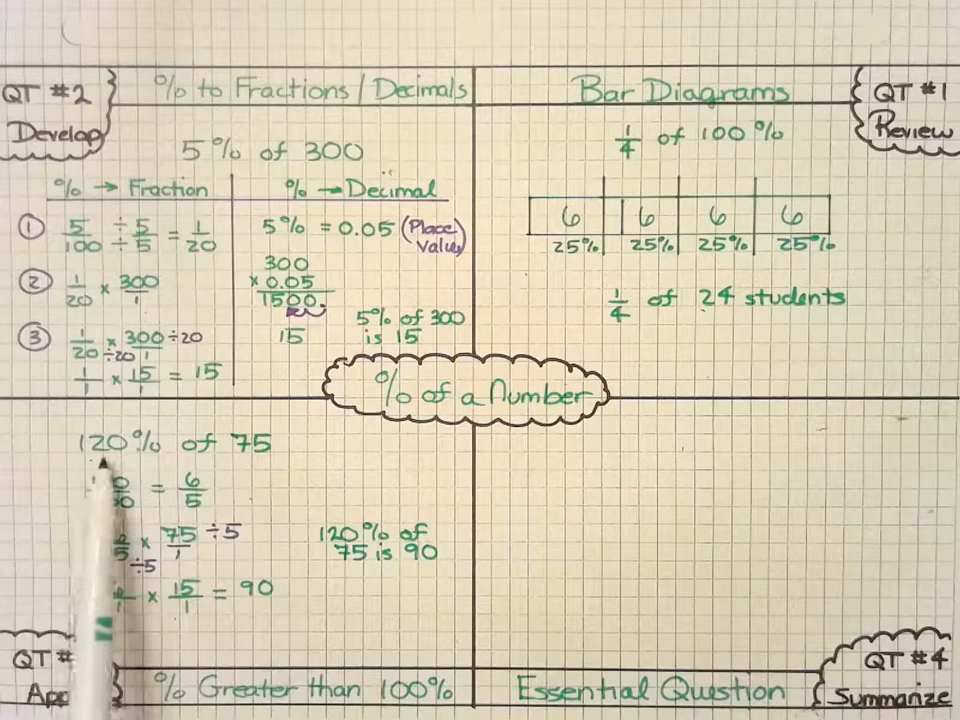 QT #2
Develop
% to Fractions / Decimals
5% of 300
% → Fraction
% → Decimal
① 5/100 ÷5/÷5 = 1/20
5% = 0.05 (Place Value)
② 1/20 × 300/1
300
× 0.05
1500.
15
5% of 300
is 15
③ 1/20 ÷20 × 300/1 ÷20
1/1 × 15/1 = 15
Bar Diagrams
QT #1
Review
1/4 of 100%
6 6 6 6
25% 25% 25% 25%
1/4 of 24 students
% of a Number
120% of 75
= 6/5
× 75/1 ÷5
÷5
× 15/1 = 90
120% of
75 is 90
QT #
% Greater than 100%
Essential Question
QT #4
Summarize